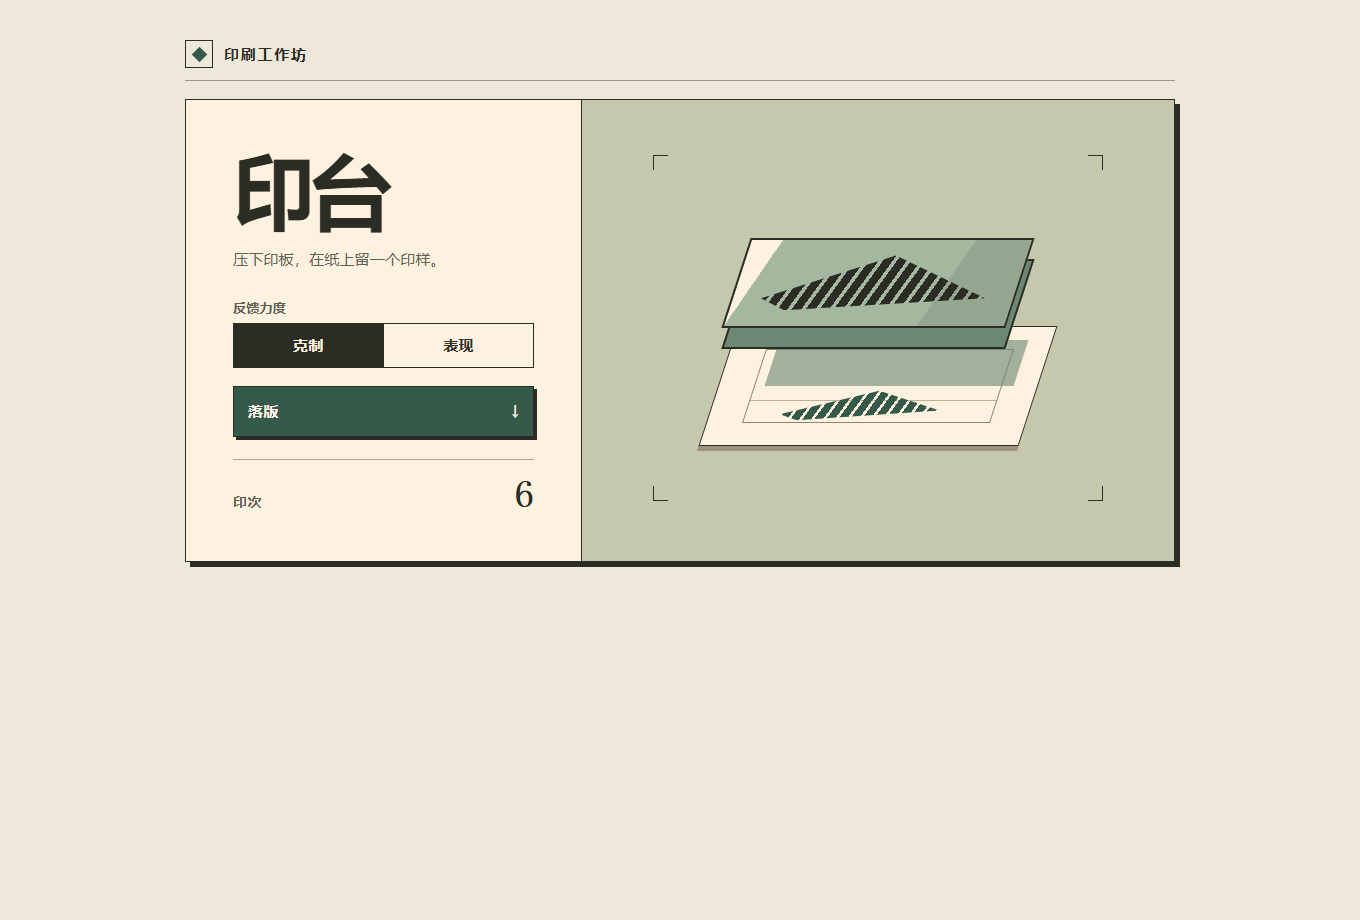 印刷工作坊
印台
压下印板，在纸上留一个印样。
反馈力度
克制
表现
落版 ↓
印次
6